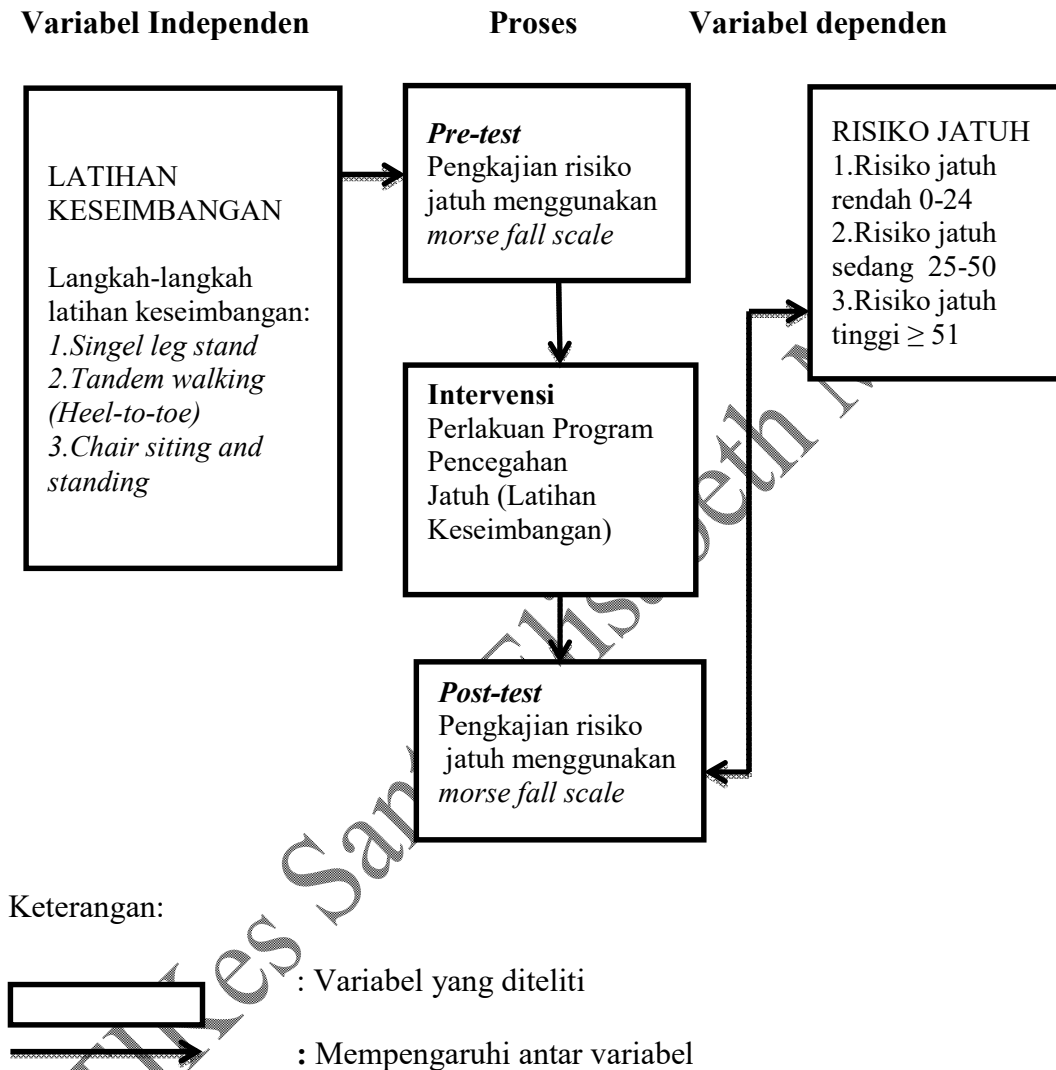 Variabel Independen Proses Variabel dependen
LATIHAN
KESEIMBANGAN
Langkah-langkah
latihan keseimbangan:
1.Singel leg stand
2.Tandem walking
(Heel-to-toe)
3.Chair siting and
standing
Pre-test
Pengkajian risiko
jatuh menggunakan
morse fall scale
Intervensi
Perlakuan Program
Pencegahan
Jatuh (Latihan
Keseimbangan)
Post-test
Pengkajian risiko
jatuh menggunakan
morse fall scale
RISIKO JATUH
1.Risiko jatuh
rendah 0-24
2.Risiko jatuh
sedang 25-50
3.Risiko jatuh
tinggi ≥ 51
Keterangan:
: Variabel yang diteliti
: Mempengaruhi antar variabel